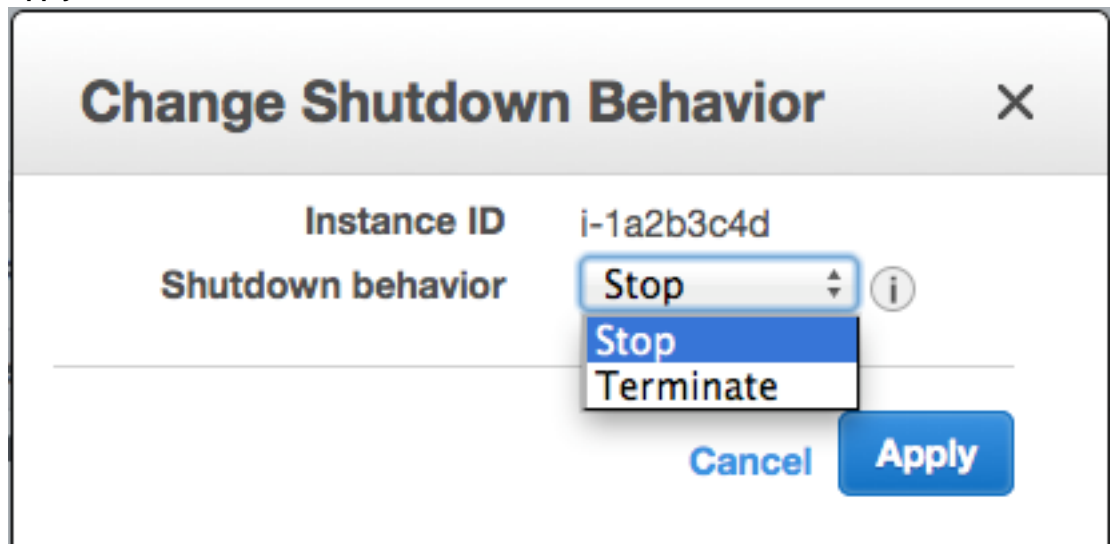 Change Shutdown Behavior
Instance ID i-1a2b3c4d
Shutdown behavior Stop
Stop
Terminate
Cancel Apply